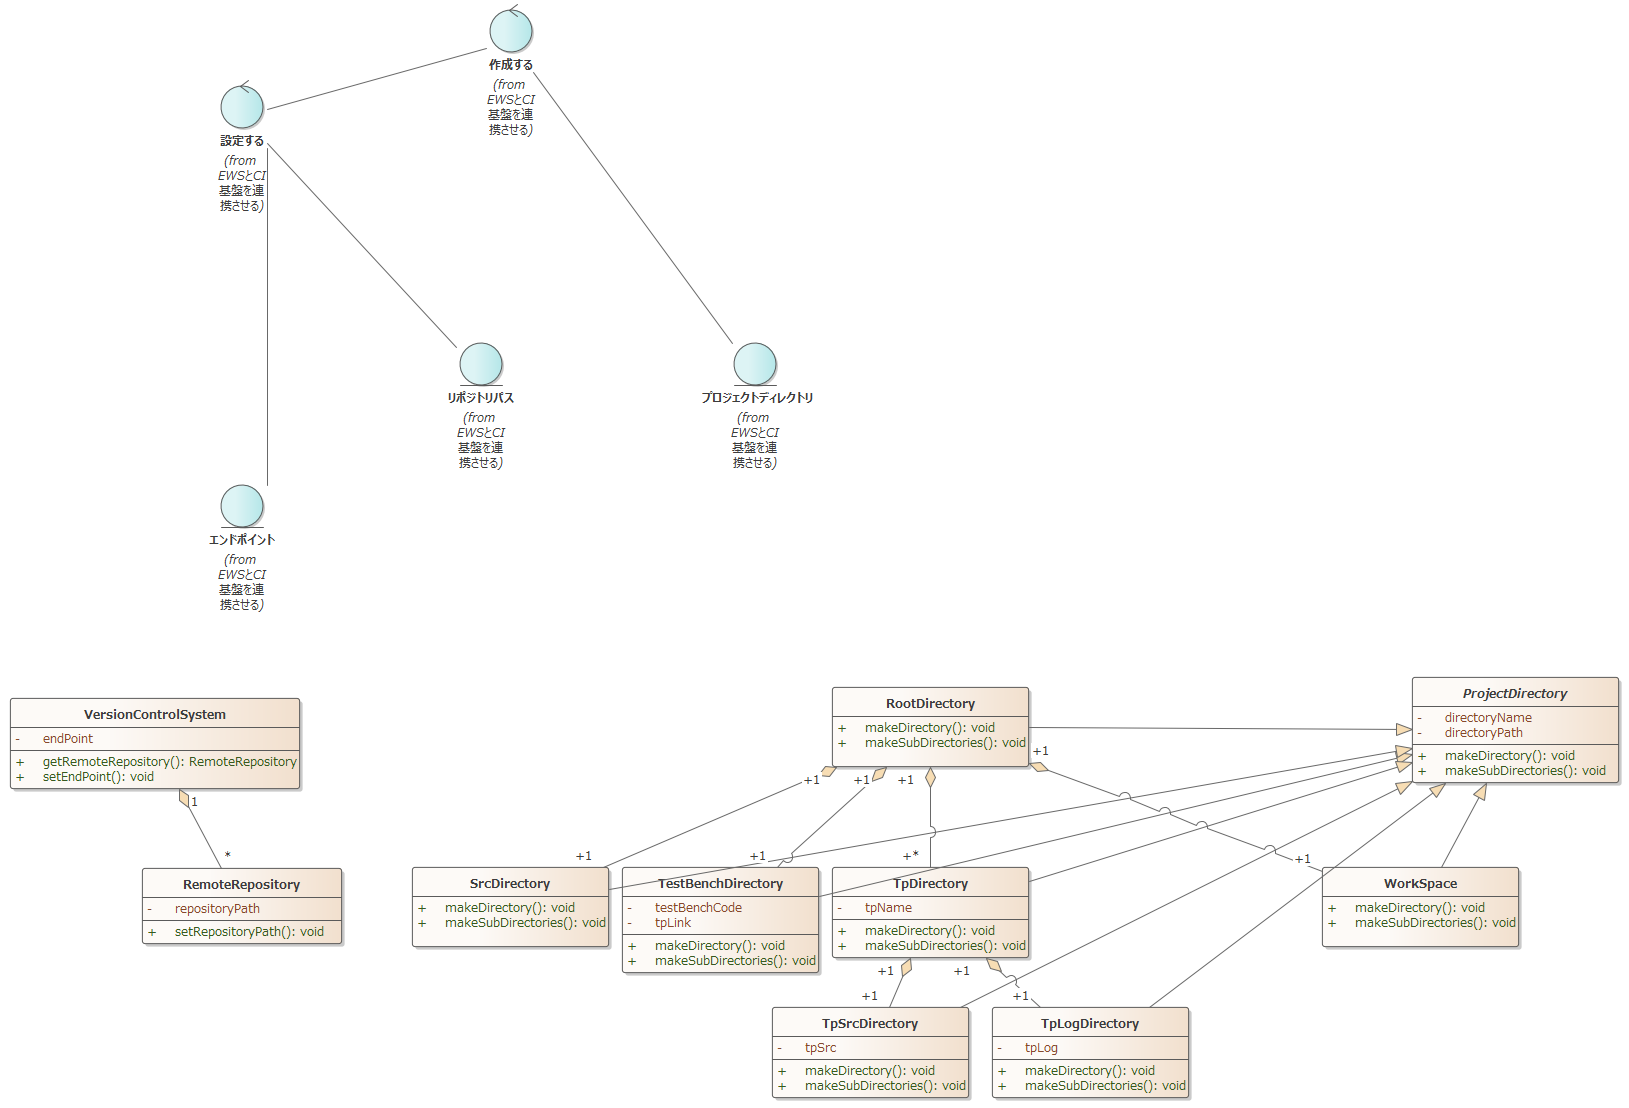 作成する
(from
EWSとCI
基盤を連
携させる)
設定する
(from
EWSとCI
基盤を連
携させる)
リポジトリパス
(from
EWSとCI
基盤を連
携させる)
プロジェクトディレクトリ
(from
EWSとCI
基盤を連
携させる)
エンドポイント
(from
EWSとCI
基盤を連
携させる)
VersionControlSystem
- endPoint
+ getRemoteRepository(): RemoteRepository
+ setEndPoint(): void
1
*
RemoteRepository
- repositoryPath
+ setRepositoryPath(): void
RootDirectory
+ makeDirectory(): void
+ makeSubDirectories(): void
+1
+1
+1
+1
ProjectDirectory
- directoryName
- directoryPath
+ makeDirectory(): void
+ makeSubDirectories(): void
+1
+1
+*
+1
SrcDirectory
+ makeDirectory(): void
+ makeSubDirectories(): void
TestBenchDirectory
- testBenchCode
- tpLink
+ makeDirectory(): void
+ makeSubDirectories(): void
TpDirectory
- tpName
+ makeDirectory(): void
+ makeSubDirectories(): void
WorkSpace
+ makeDirectory(): void
+ makeSubDirectories(): void
+1
+1
+1
+1
TpSrcDirectory
- tpSrc
+ makeDirectory(): void
+ makeSubDirectories(): void
TpLogDirectory
- tpLog
+ makeDirectory(): void
+ makeSubDirectories(): void